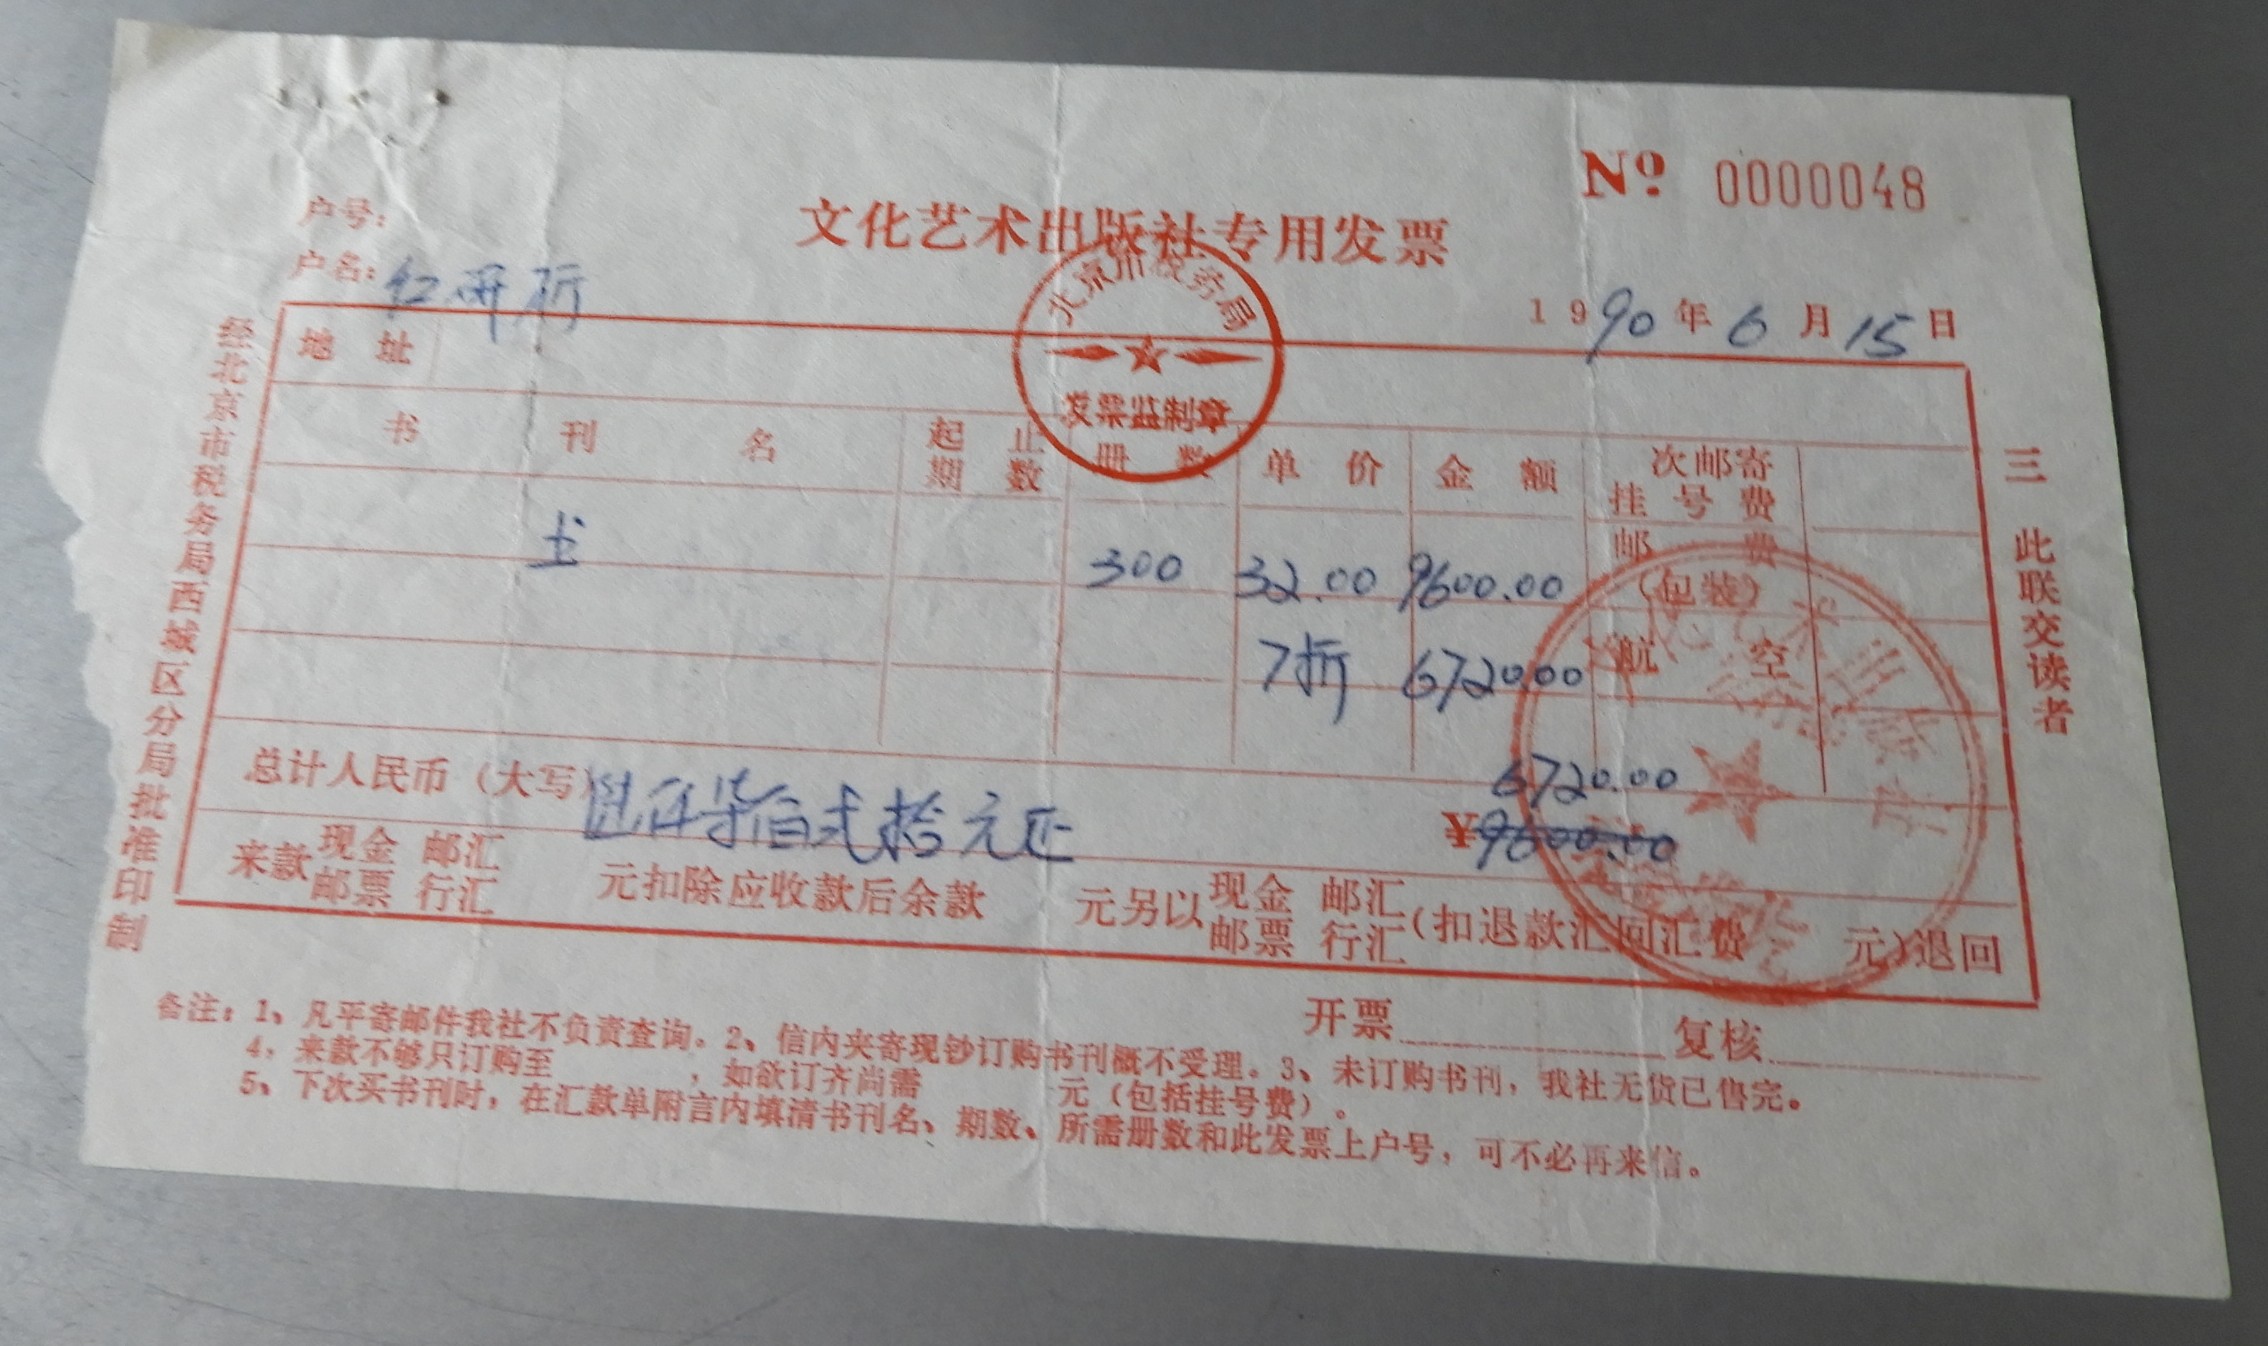 No 0000048
文化艺术出版社专用发票
户号：
户名：红研所
1990年6月15日
北京市税务局
发票监制章
地址
书刊名 起止期数 册数 单价 金额 次邮寄挂号费
邮费（包装）
书 300 32.00 9600.00
航空
7折 6720.00
6720.00
总计人民币（大写）陆仟柒佰贰拾元正 ¥9600.00
来款 现金 邮汇 邮票 行汇 元扣除应收款后余款 元另以 现金 邮汇 邮票 行汇（扣退款汇回汇费 元）退回
开票 复核
备注：1、凡平寄邮件我社不负责查询。2、信内夹寄现钞订购书刊概不受理。3、未订购书刊，我社无货已售完。
4，来款不够只订购至 ，如欲订齐尚需 元（包括挂号费）.
5、下次买书刊时，在汇款单附言内填清书刊名、期数、所需册数和此发票上户号，可不必再来信。
经北京市税务局西城区分局批准印制
三 此联交读者